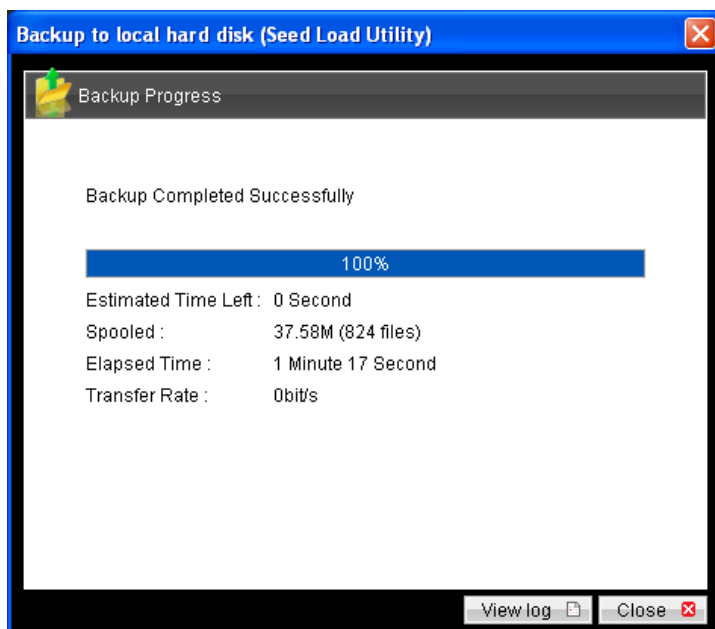 Backup to local hard disk (Seed Load Utility)
Backup Progress
Backup Completed Successfully
100%
Estimated Time Left : 0 Second
Spooled : 37.58M (824 files)
Elapsed Time : 1 Minute 17 Second
Transfer Rate : 0bit/s
View log Close